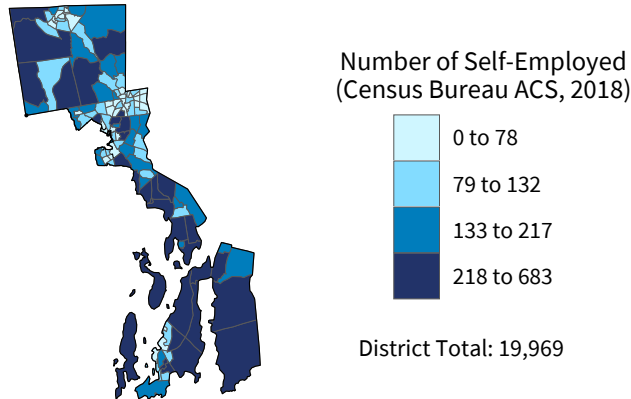 Number of Self-Employed
(Census Bureau ACS, 2018)
0 to 78
79 to 132
133 to 217
218 to 683
District Total: 19,969